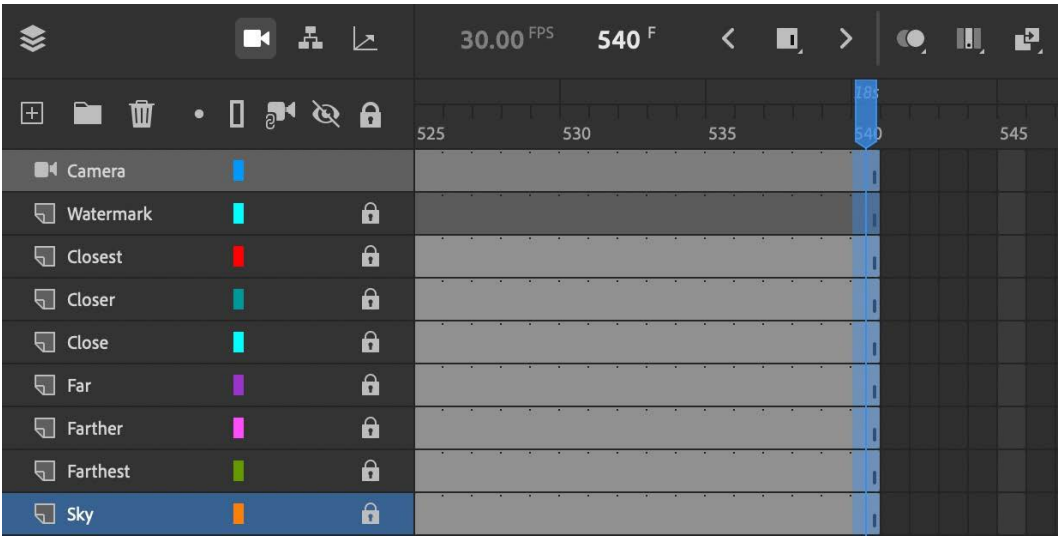 30.00 FPS 540 F
18s
525 530 535 540 545
Camera
Watermark
Closest
Closer
Close
Far
Farther
Farthest
Sky